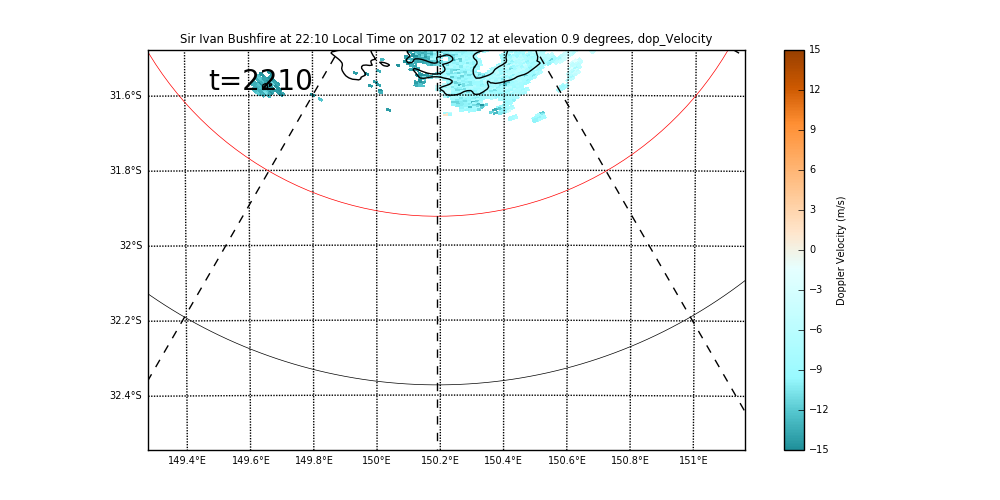 Sir Ivan Bushfire at 22:10 Local Time on 2017 02 12 at elevation 0.9 degrees, dop_Velocity
t=2210
31.6°S
31.8°S
32°S
32.2°S
32.4°S
149.4°E 149.6°E 149.8°E 150°E 150.2°E 150.4°E 150.6°E 150.8°E 151°E
15
12
9
6
3
0
−3
−6
−9
−12
−15
Doppler Velocity (m/s)